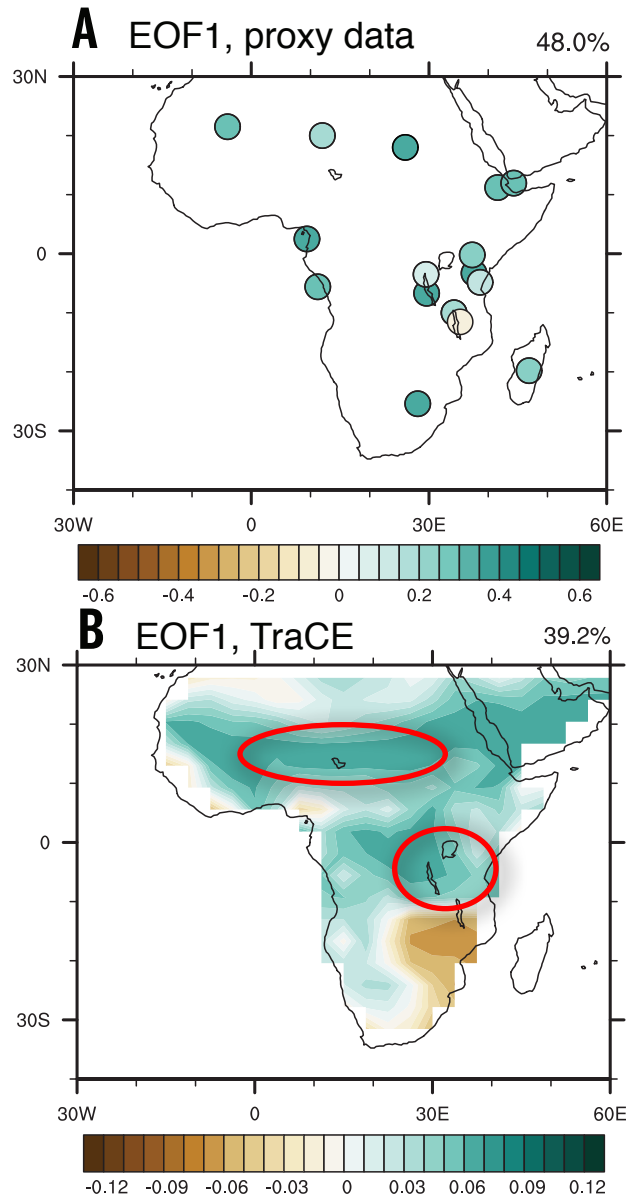 A EOF1, proxy data 48.0%
30N
0
30S
30W 0 30E 60E
-0.6 -0.4 -0.2 0 0.2 0.4 0.6
B EOF1, TraCE 39.2%
30N
0
30S
30W 0 30E 60E
-0.12 -0.09 -0.06 -0.03 0 0.03 0.06 0.09 0.12